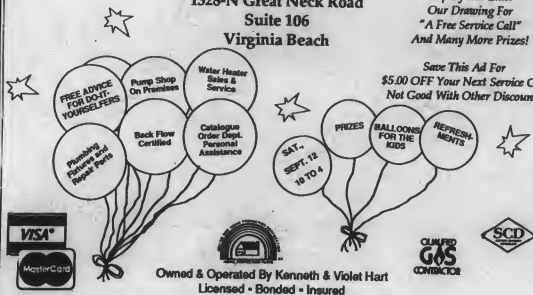 1328-N Great Neck Road
Suite 106
Virginia Beach
Our Drawing For
"A Free Service Call"
And Many More Prizes!
Save This Ad For
$5.00 OFF Your Next Service C
Not Good With Other Discoun
FREE ADVICE
FOR DO-IT-
YOURSELFERS
Pump Shop
On Premises
Water Heater
Sales &
Service
Plumbing
Fixtures and
Repair Parts
Back Flow
Certified
Catalogue
Order Dept.
Personal
Assistance
SAT.,
SEPT. 12
10 TO 4
PRIZES
BALLOONS
FOR THE
KIDS
REFRESH-
MENTS
VISA
MasterCard
Owned & Operated By Kenneth & Violet Hart
Licensed • Bonded • Insured
QUALIFIED
GAS
CONTRACTOR
SCD